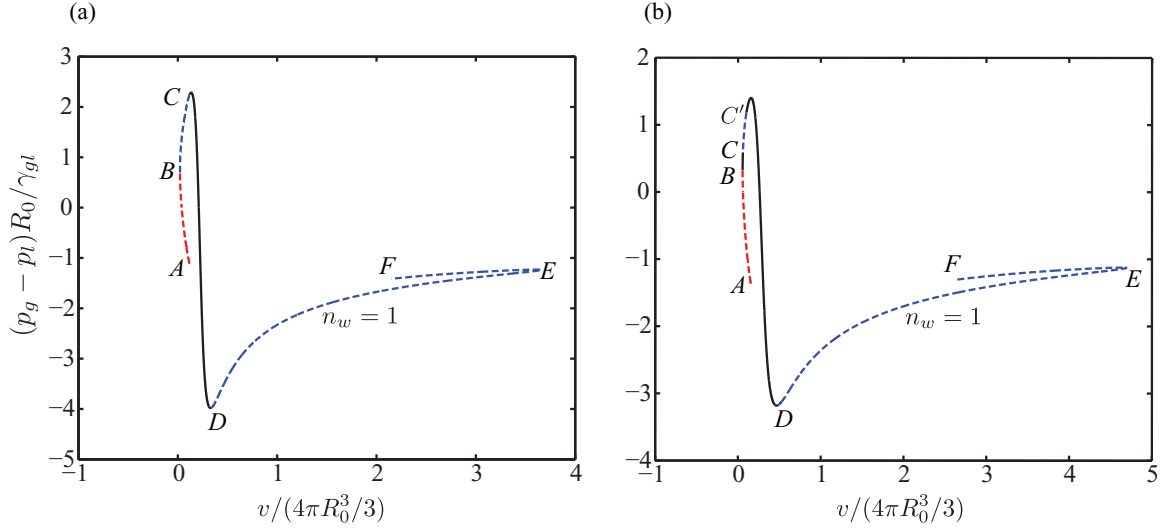 (a)
3
2
1
0
−1
−2
−3
−4
−5
−1 0 1 2 3 4
(p_g − p_l)R_0/γ_{gl}
v/(4πR_0^3/3)
C
B
A
F
E
n_w = 1
D
(b)
2
1
0
−1
−2
−3
−4
−1 0 1 2 3 4 5
v/(4πR_0^3/3)
C′
C
B
A
F
E
n_w = 1
D